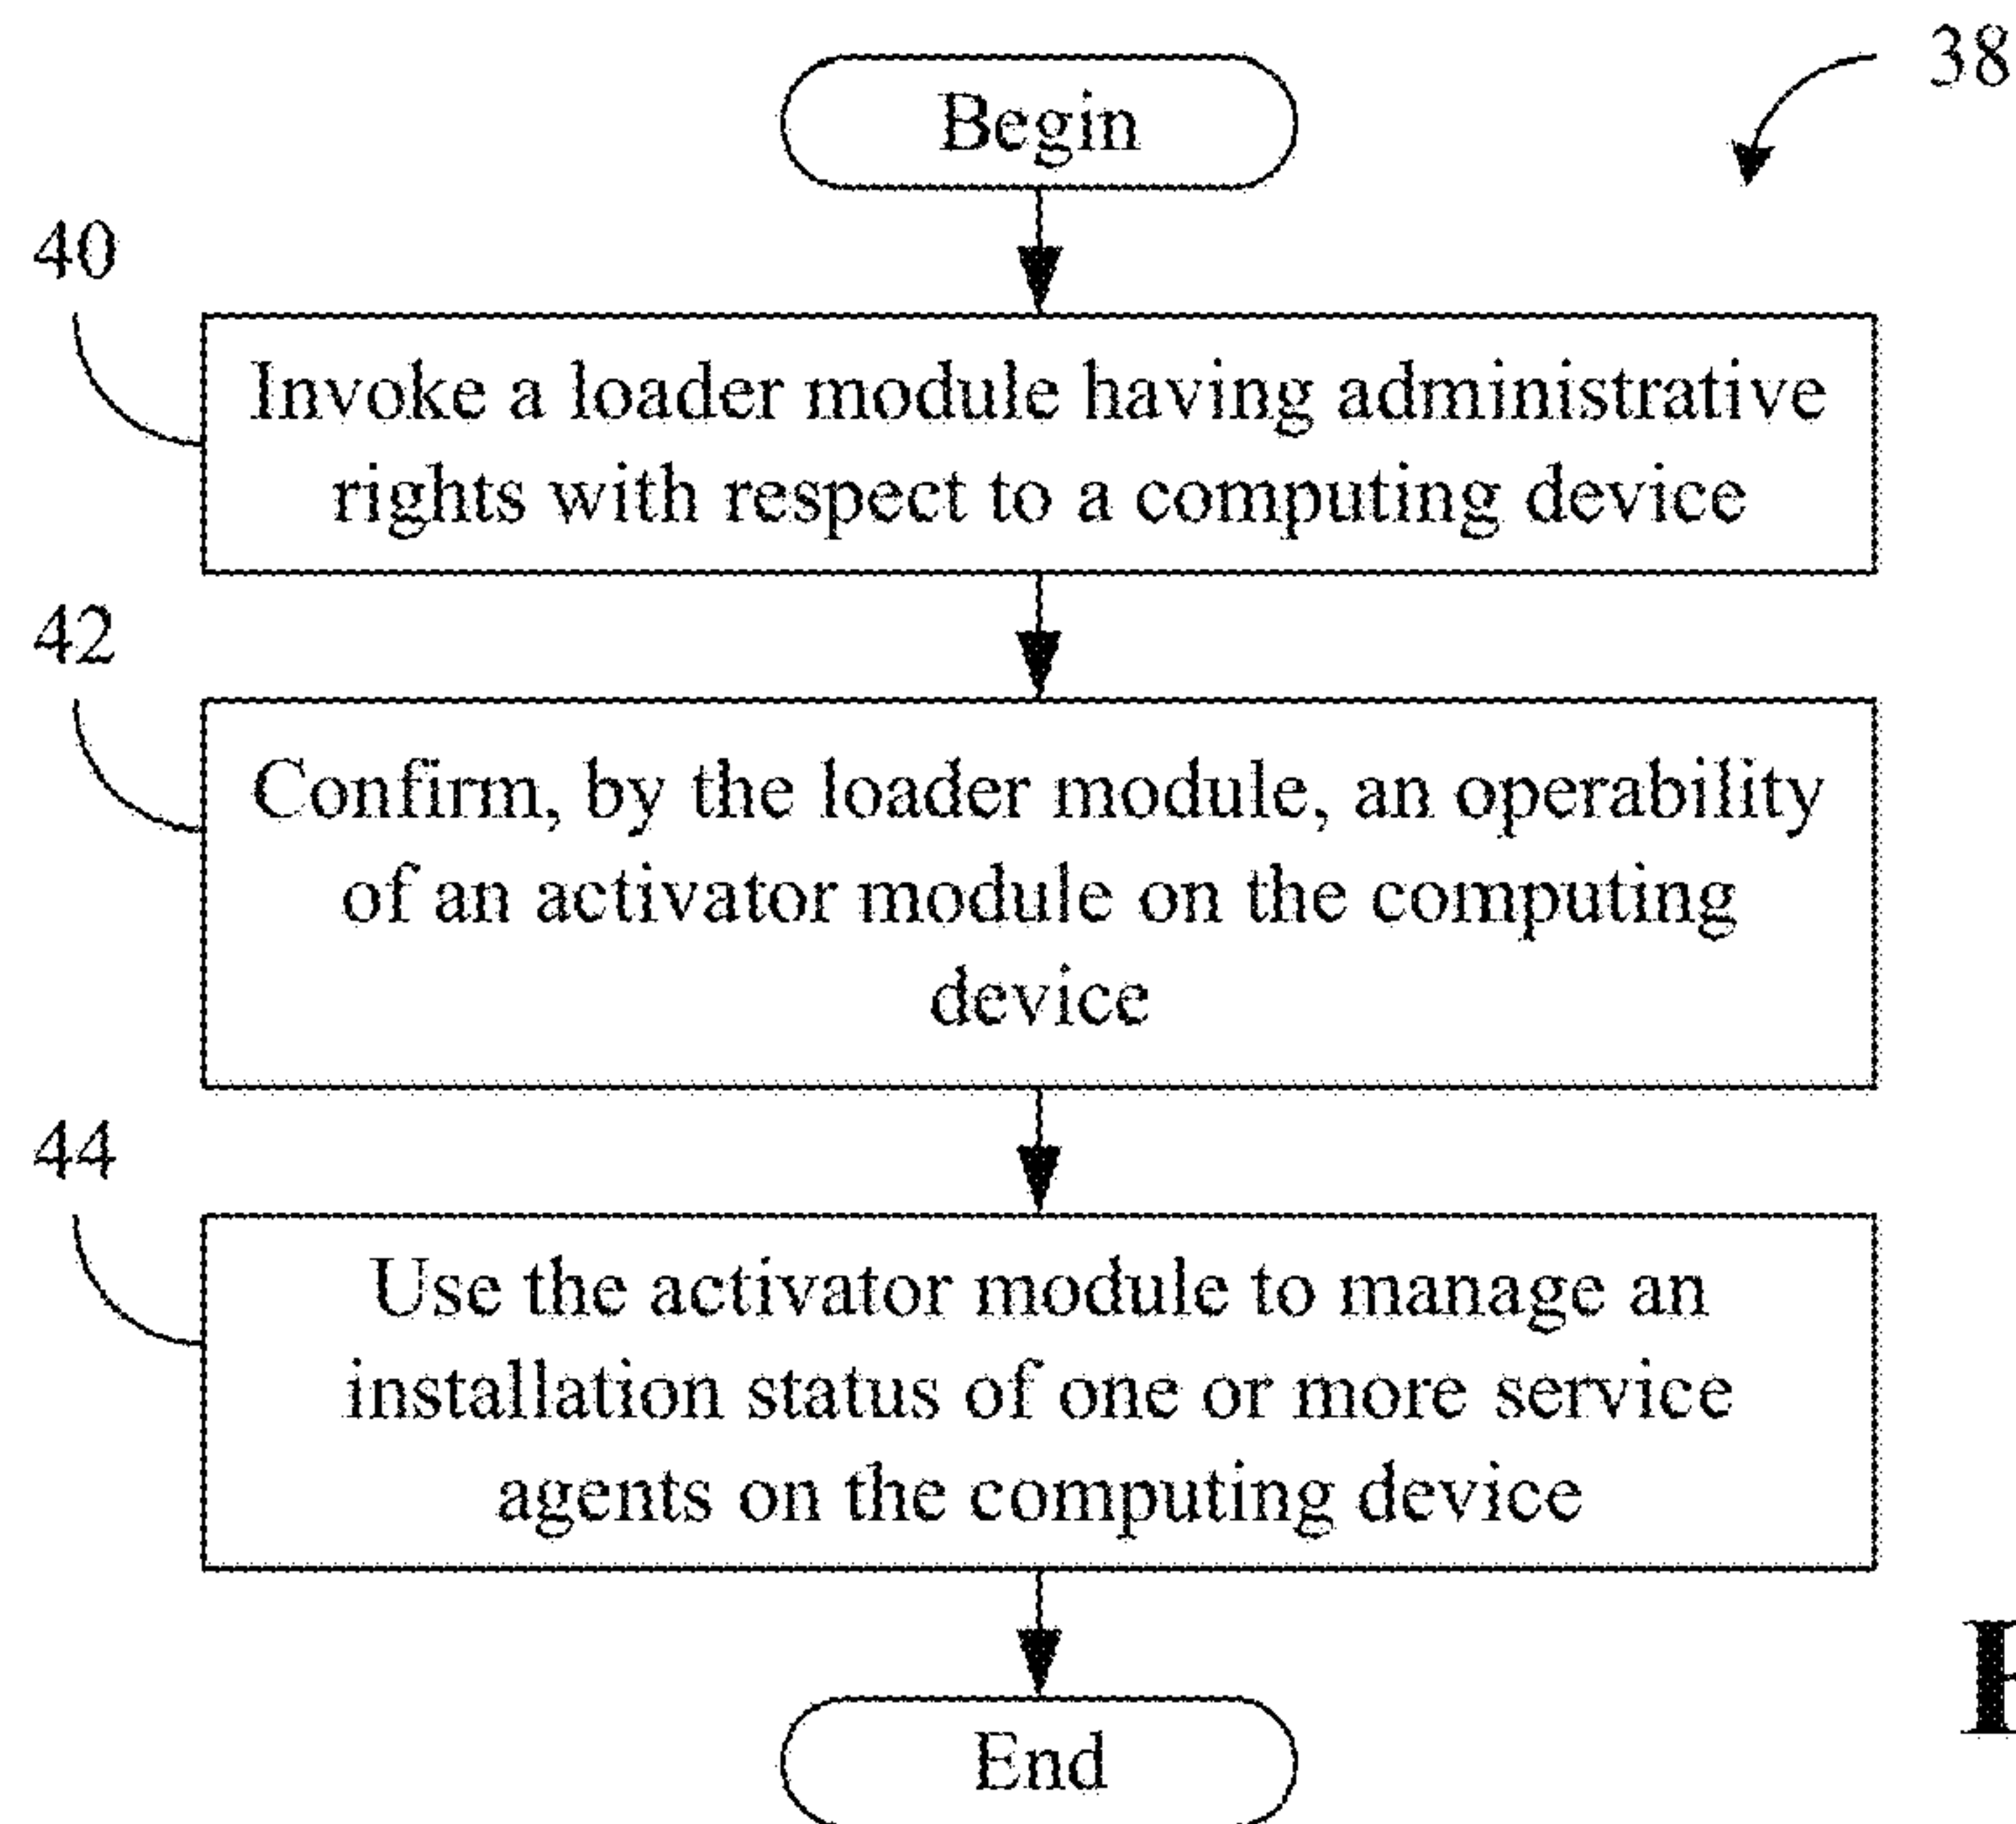 Begin
38
40
Invoke a loader module having administrative
rights with respect to a computing device
42
Confirm, by the loader module, an operability
of an activator module on the computing
device
44
Use the activator module to manage an
installation status of one or more service
agents on the computing device
End